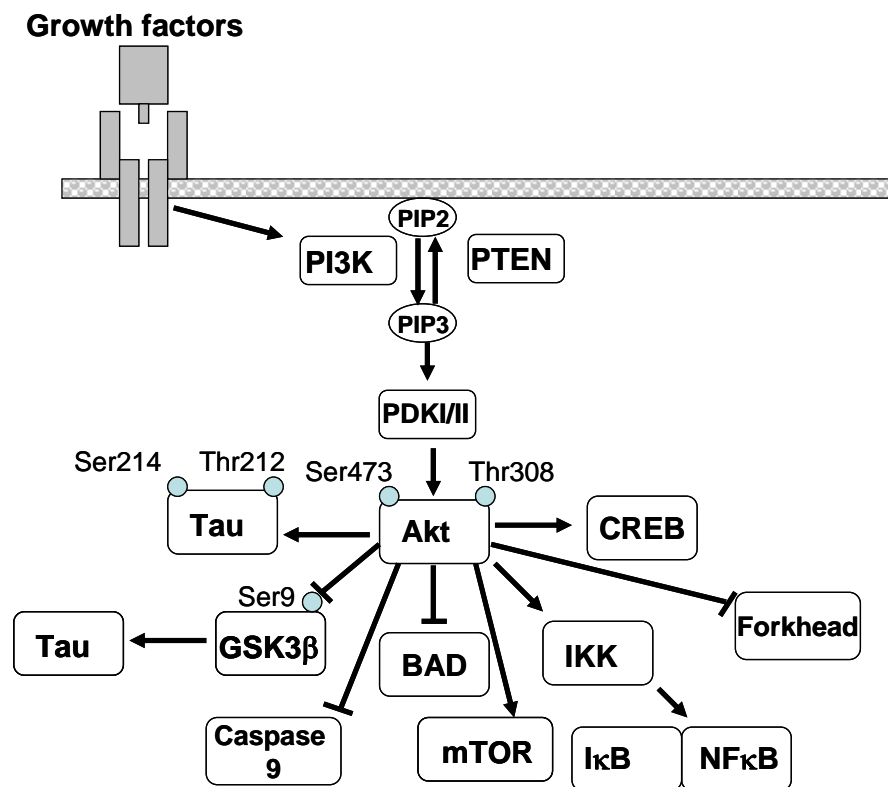 Growth factors
PIP2
PI3K
PTEN
PIP3
PDKI/II
Ser214
Thr212
Ser473
Thr308
Tau
Akt
CREB
Ser9
Tau
GSK3β
BAD
IKK
Forkhead
Caspase
9
mTOR
IκB
NFκB